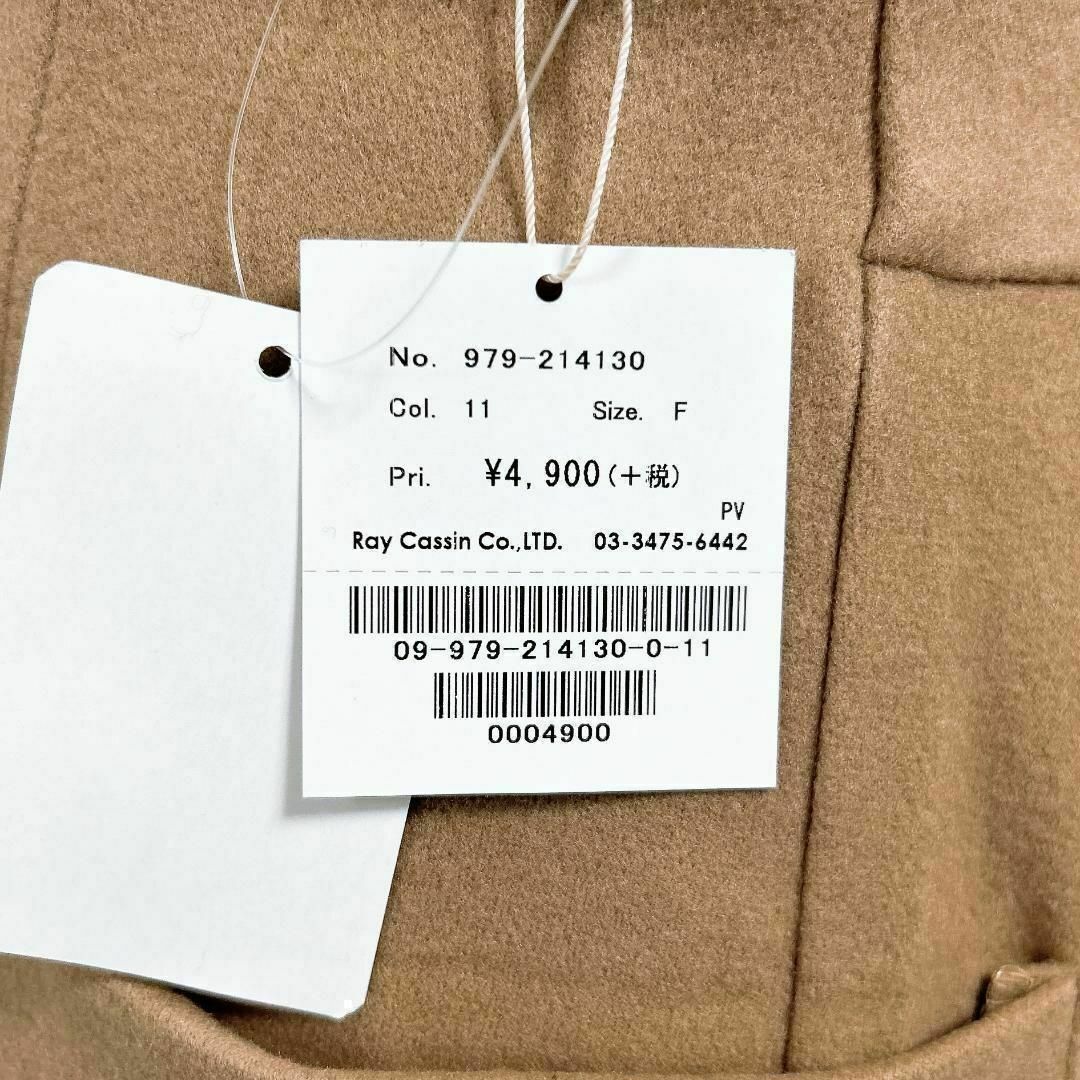 No. 979-214130
Col. 11 Size. F
Pri. ¥4,900(+税)
PV
Ray Cassin Co.,LTD. 03-3475-6442
09-979-214130-0-11
0004900